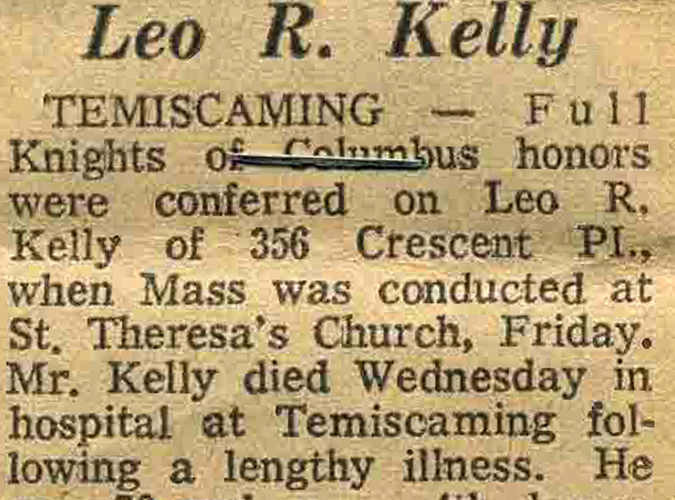 Leo R. Kelly
TEMISCAMING — Full
Knights of Columbus honors
were conferred on Leo R.
Kelly of 356 Crescent Pl.,
when Mass was conducted at
St. Theresa's Church, Friday.
Mr. Kelly died Wednesday in
hospital at Temiscaming fol-
lowing a lengthy illness. He